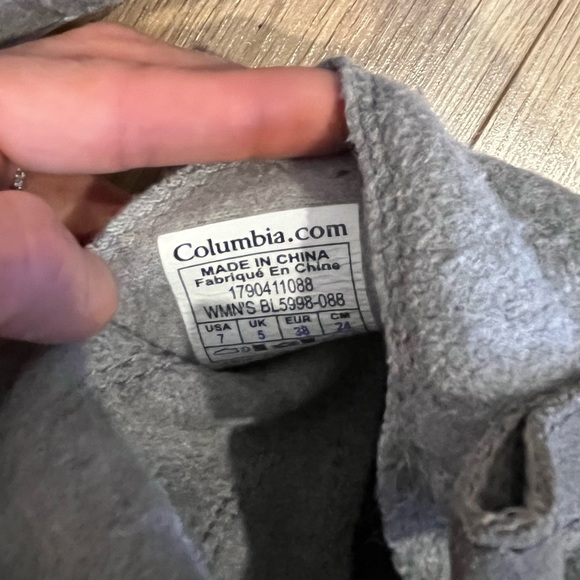 Columbia.com
MADE IN CHINA
Fabriqué En Chine
1790411088
WMN'S BL5998-088
USA UK EUR CM
7 5 38 24